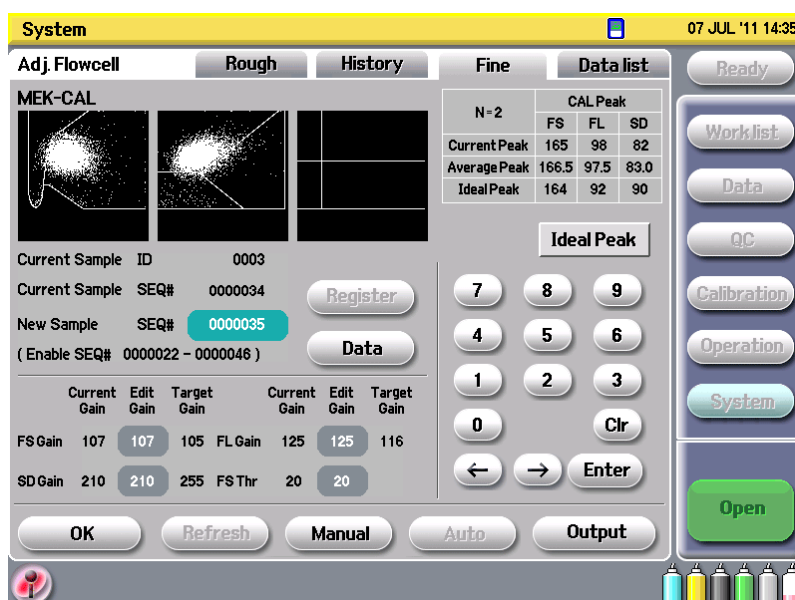 System
07 JUL '11 14:35
Adj. Flowcell
Rough
History
Fine
Data list
Ready
MEK-CAL
N=2
CAL Peak
FS FL SD
Current Peak 165 98 82
Average Peak 166.5 97.5 83.0
Ideal Peak 164 92 90
Ideal Peak
Work list
Data
QC
Calibration
Operation
System
Open
Current Sample ID 0003
Current Sample SEQ# 0000034
Register
New Sample SEQ# 0000035
( Enable SEQ# 0000022 - 0000046 )
Data
7 8 9
4 5 6
1 2 3
0 Clr
← → Enter
Current Gain Edit Gain Target Gain Current Gain Edit Gain Target Gain
FS Gain 107 107 105 FL Gain 125 125 116
SD Gain 210 210 255 FS Thr 20 20
OK
Refresh
Manual
Auto
Output